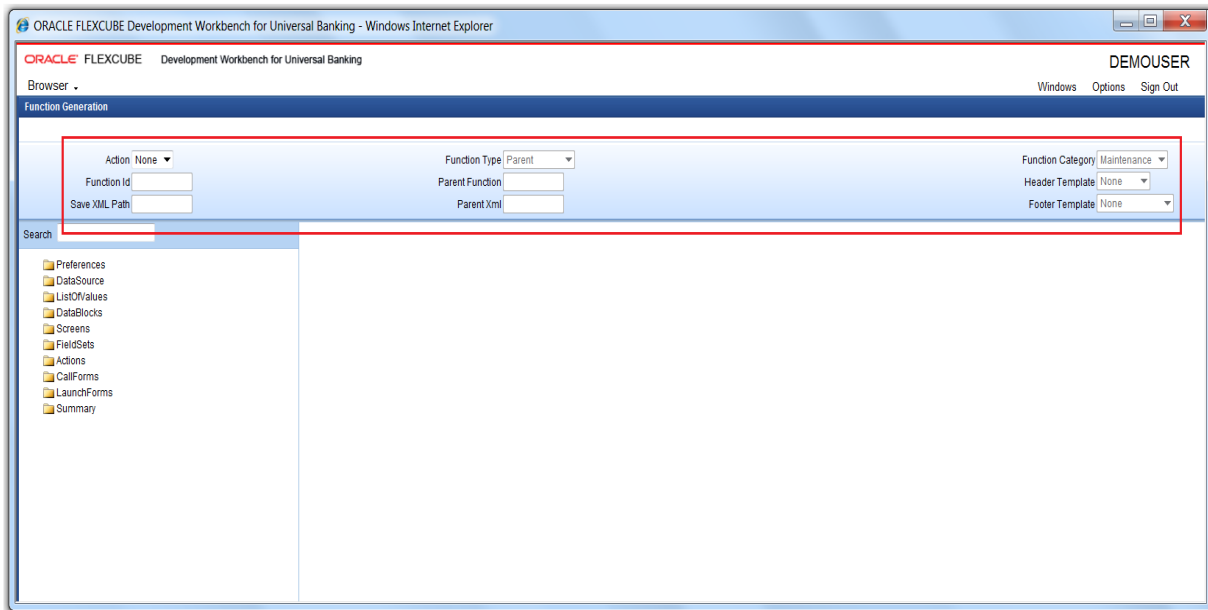 ORACLE FLEXCUBE Development Workbench for Universal Banking - Windows Internet Explorer
ORACLE FLEXCUBE Development Workbench for Universal Banking
DEMOUSER
Browser
Windows Options Sign Out
Function Generation
Action None Function Type Parent Function Category Maintenance
Function Id Parent Function Header Template None
Save XML Path Parent Xml Footer Template None
Search
Preferences
DataSource
ListOfValues
DataBlocks
Screens
FieldSets
Actions
CallForms
LaunchForms
Summary